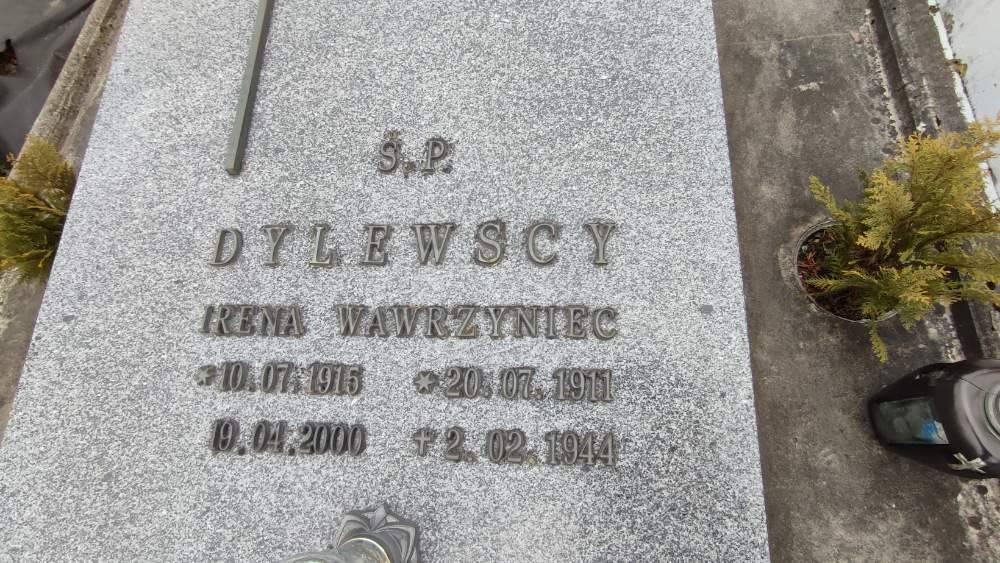 Ś.P.
DYLEWSCY
IRENA WAWRZYNIEC
*10.07.1915 *20.07.1911
19.04.2000 †2.02.1944